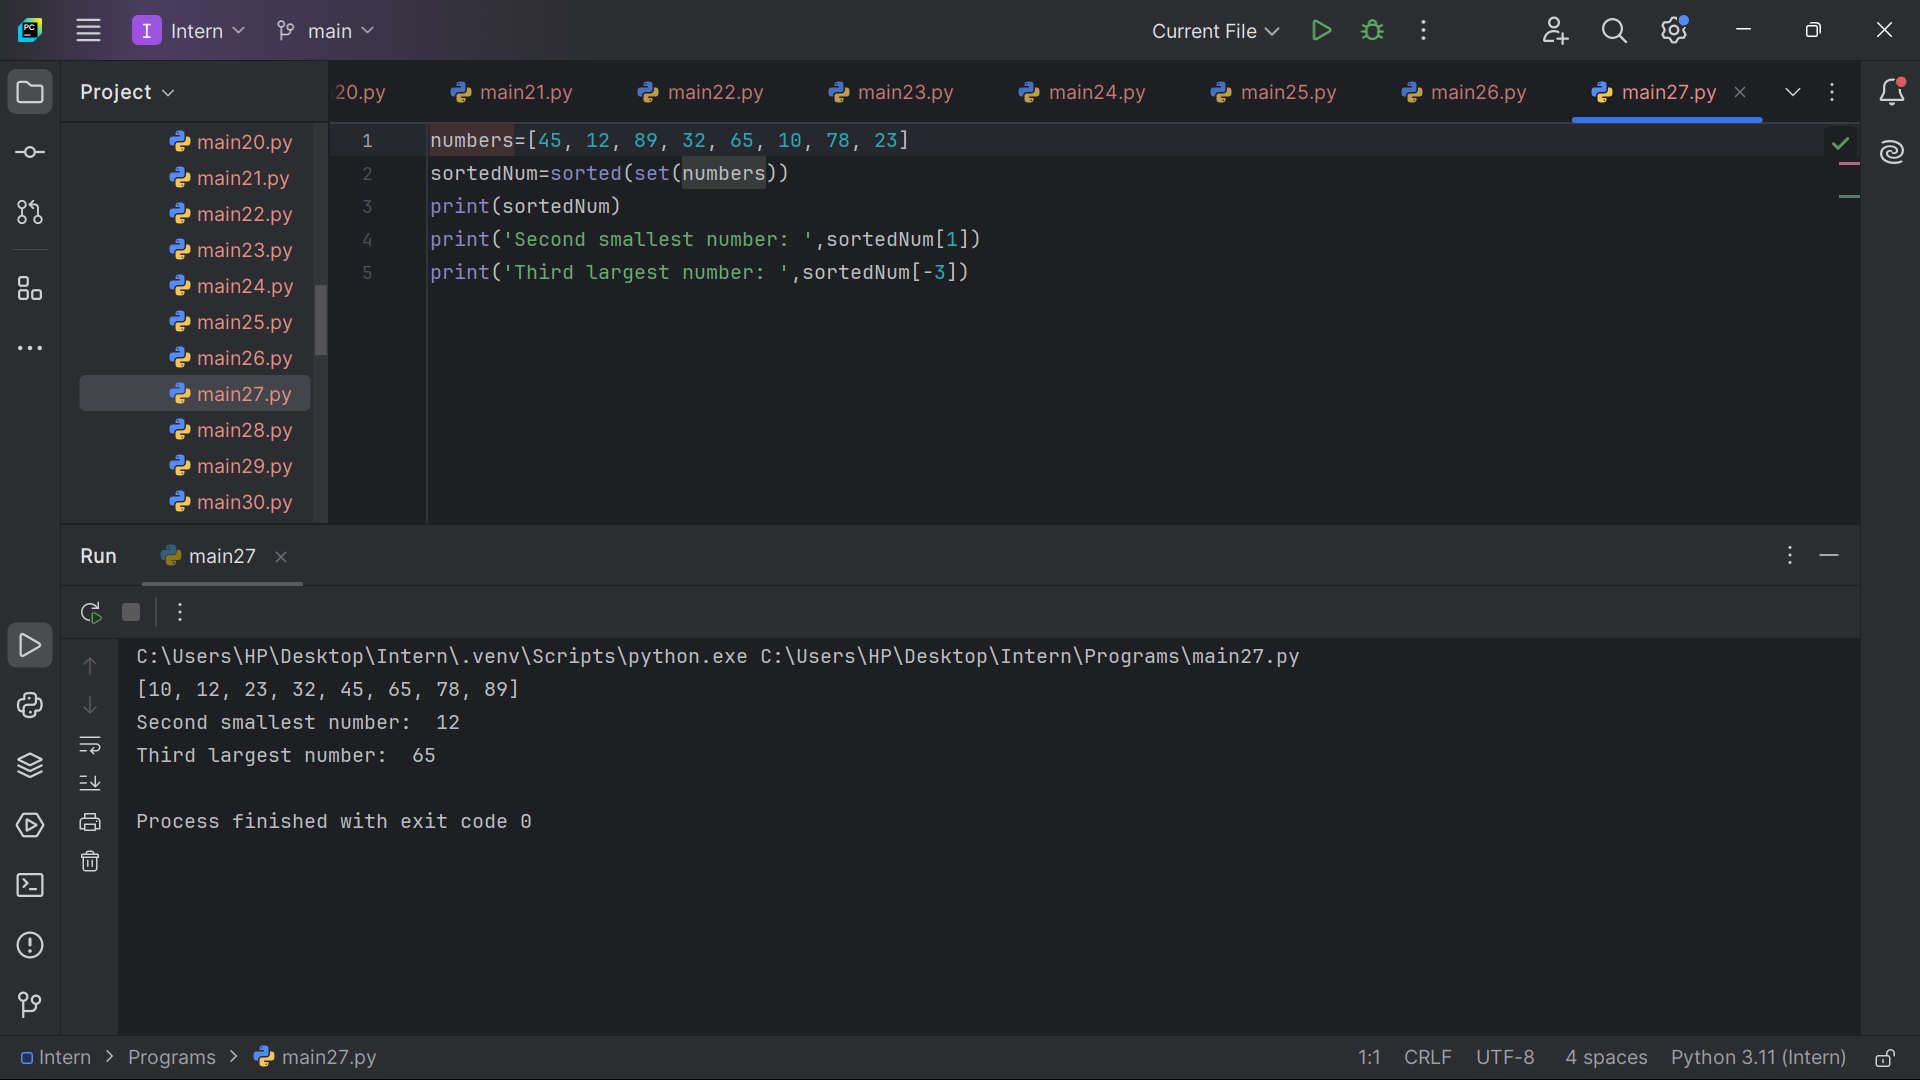 PC
I Intern main Current File
Project
20.py main21.py main22.py main23.py main24.py main25.py main26.py main27.py
main20.py
main21.py
main22.py
main23.py
main24.py
main25.py
main26.py
main27.py
main28.py
main29.py
main30.py
1 numbers=[45, 12, 89, 32, 65, 10, 78, 23]
2 sortedNum=sorted(set(numbers))
3 print(sortedNum)
4 print('Second smallest number: ',sortedNum[1])
5 print('Third largest number: ',sortedNum[-3])
Run main27
C:\Users\HP\Desktop\Intern\.venv\Scripts\python.exe C:\Users\HP\Desktop\Intern\Programs\main27.py
[10, 12, 23, 32, 45, 65, 78, 89]
Second smallest number:  12
Third largest number:  65
Process finished with exit code 0
Intern > Programs > main27.py 1:1 CRLF UTF-8 4 spaces Python 3.11 (Intern)